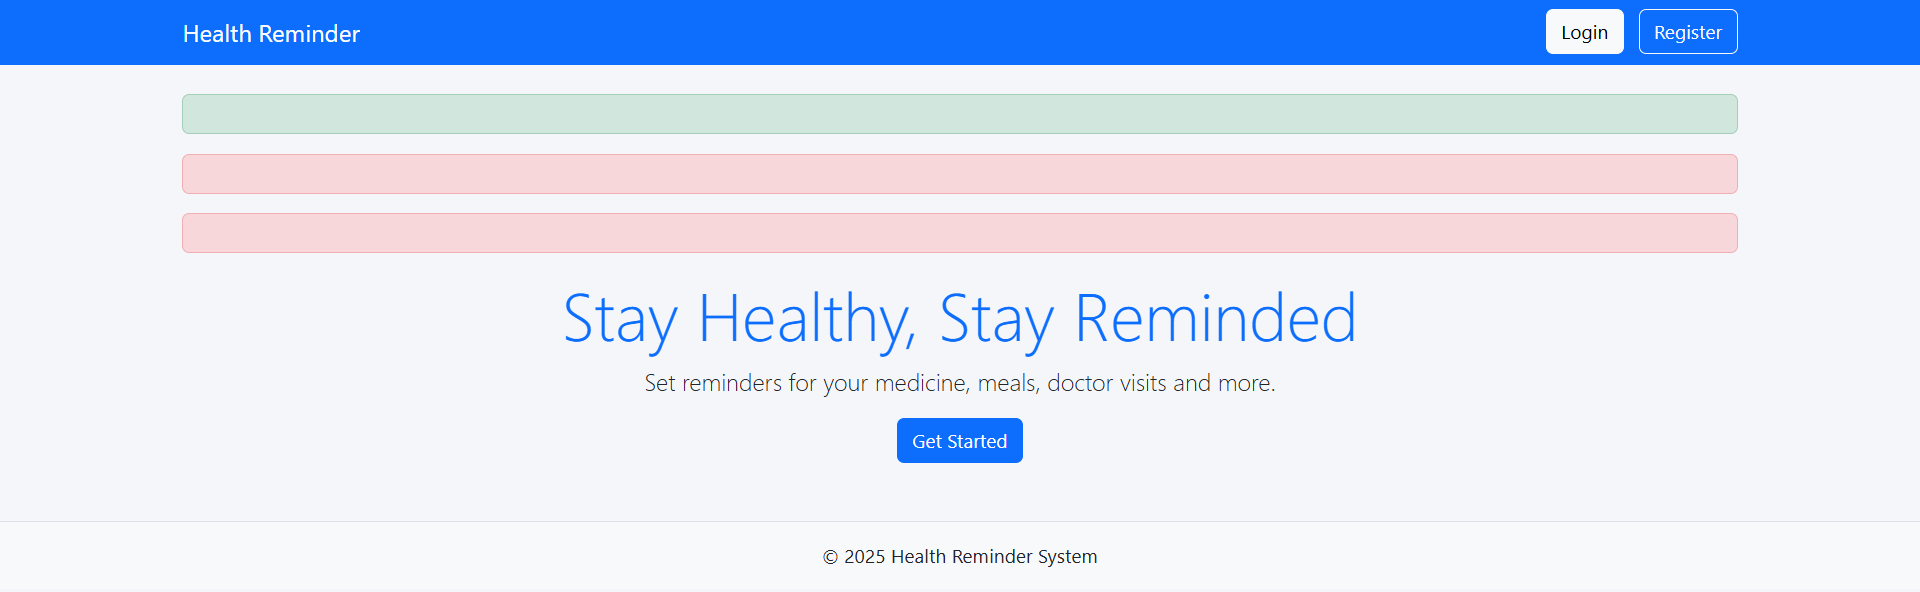 Health Reminder
Login
Register
Stay Healthy, Stay Reminded
Set reminders for your medicine, meals, doctor visits and more.
Get Started
© 2025 Health Reminder System